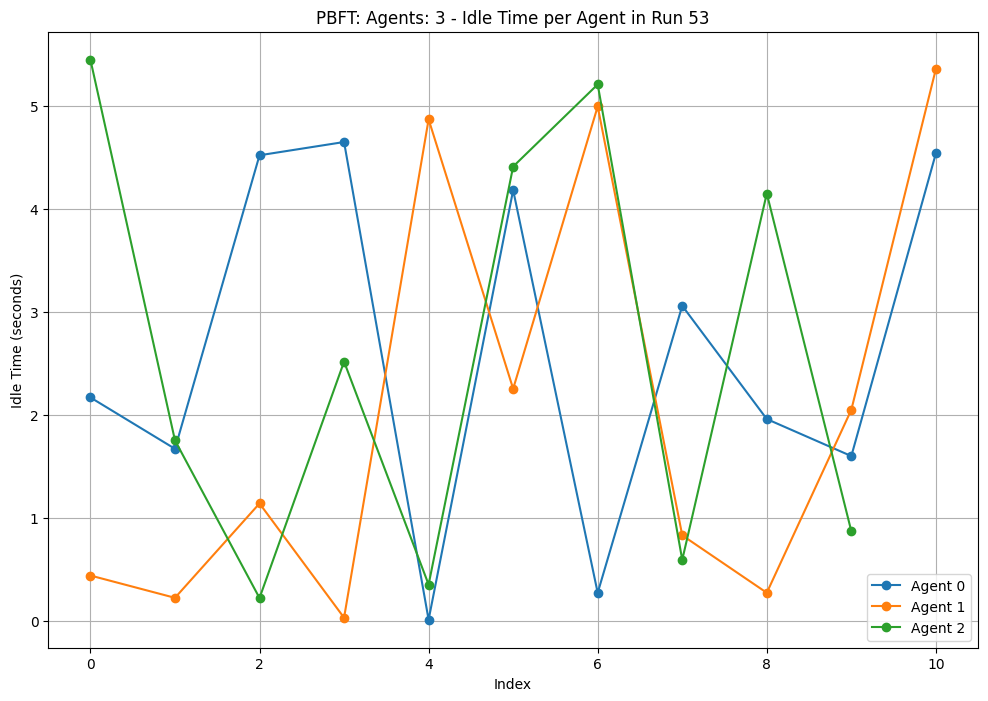 PBFT: Agents: 3 - Idle Time per Agent in Run 53
Idle Time (seconds)
5
4
3
2
1
0
0 2 4 6 8 10
Index
Agent 0
Agent 1
Agent 2